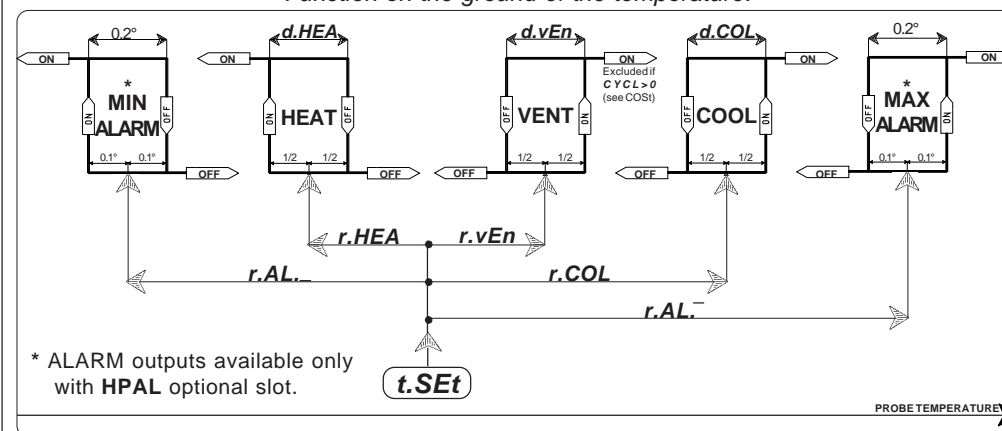 Function on the ground of the temperature.
0.2° d.HEA d.vEn d.COL 0.2°
ON ON ON ON ON
Excluded if
CYCL>0
(see COSt)
* MIN ALARM
HEAT
VENT
COOL
* MAX ALARM
ON OFF ON OFF OFF ON OFF ON OFF ON
0.1° 0.1° 1/2 1/2 1/2 1/2 1/2 1/2 0.1° 0.1°
OFF OFF OFF OFF OFF
r.HEA r.vEn
r.AL._ r.COL
r.AL.¯
* ALARM outputs available only
with HPAL optional slot.
t.SEt
PROBE TEMPERATURE